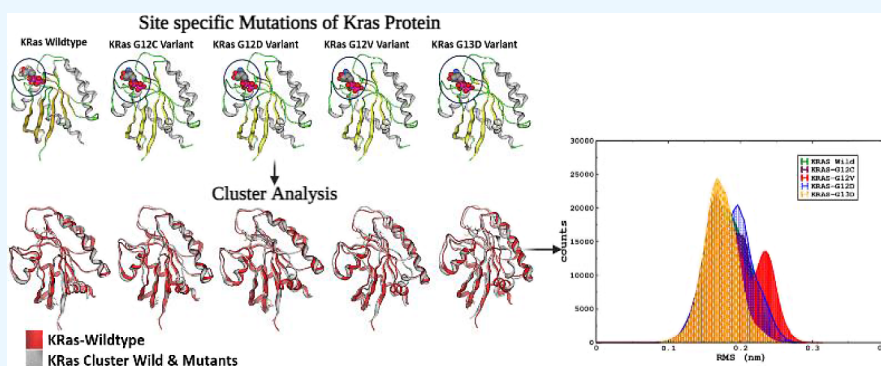 Site specific Mutations of Kras Protein
KRas Wildtype
KRas G12C Variant
KRas G12D Variant
KRas G12V Variant
KRas G13D Variant
Cluster Analysis
KRas-Wildtype
KRas Cluster Wild & Mutants
30000
25000
20000
15000
10000
5000
0
counts
KRAS Wild
KRAS-G12C
KRAS-G12V
KRAS-G12D
KRAS-G13D
0
0.1
0.2
0.3
RMS (nm)